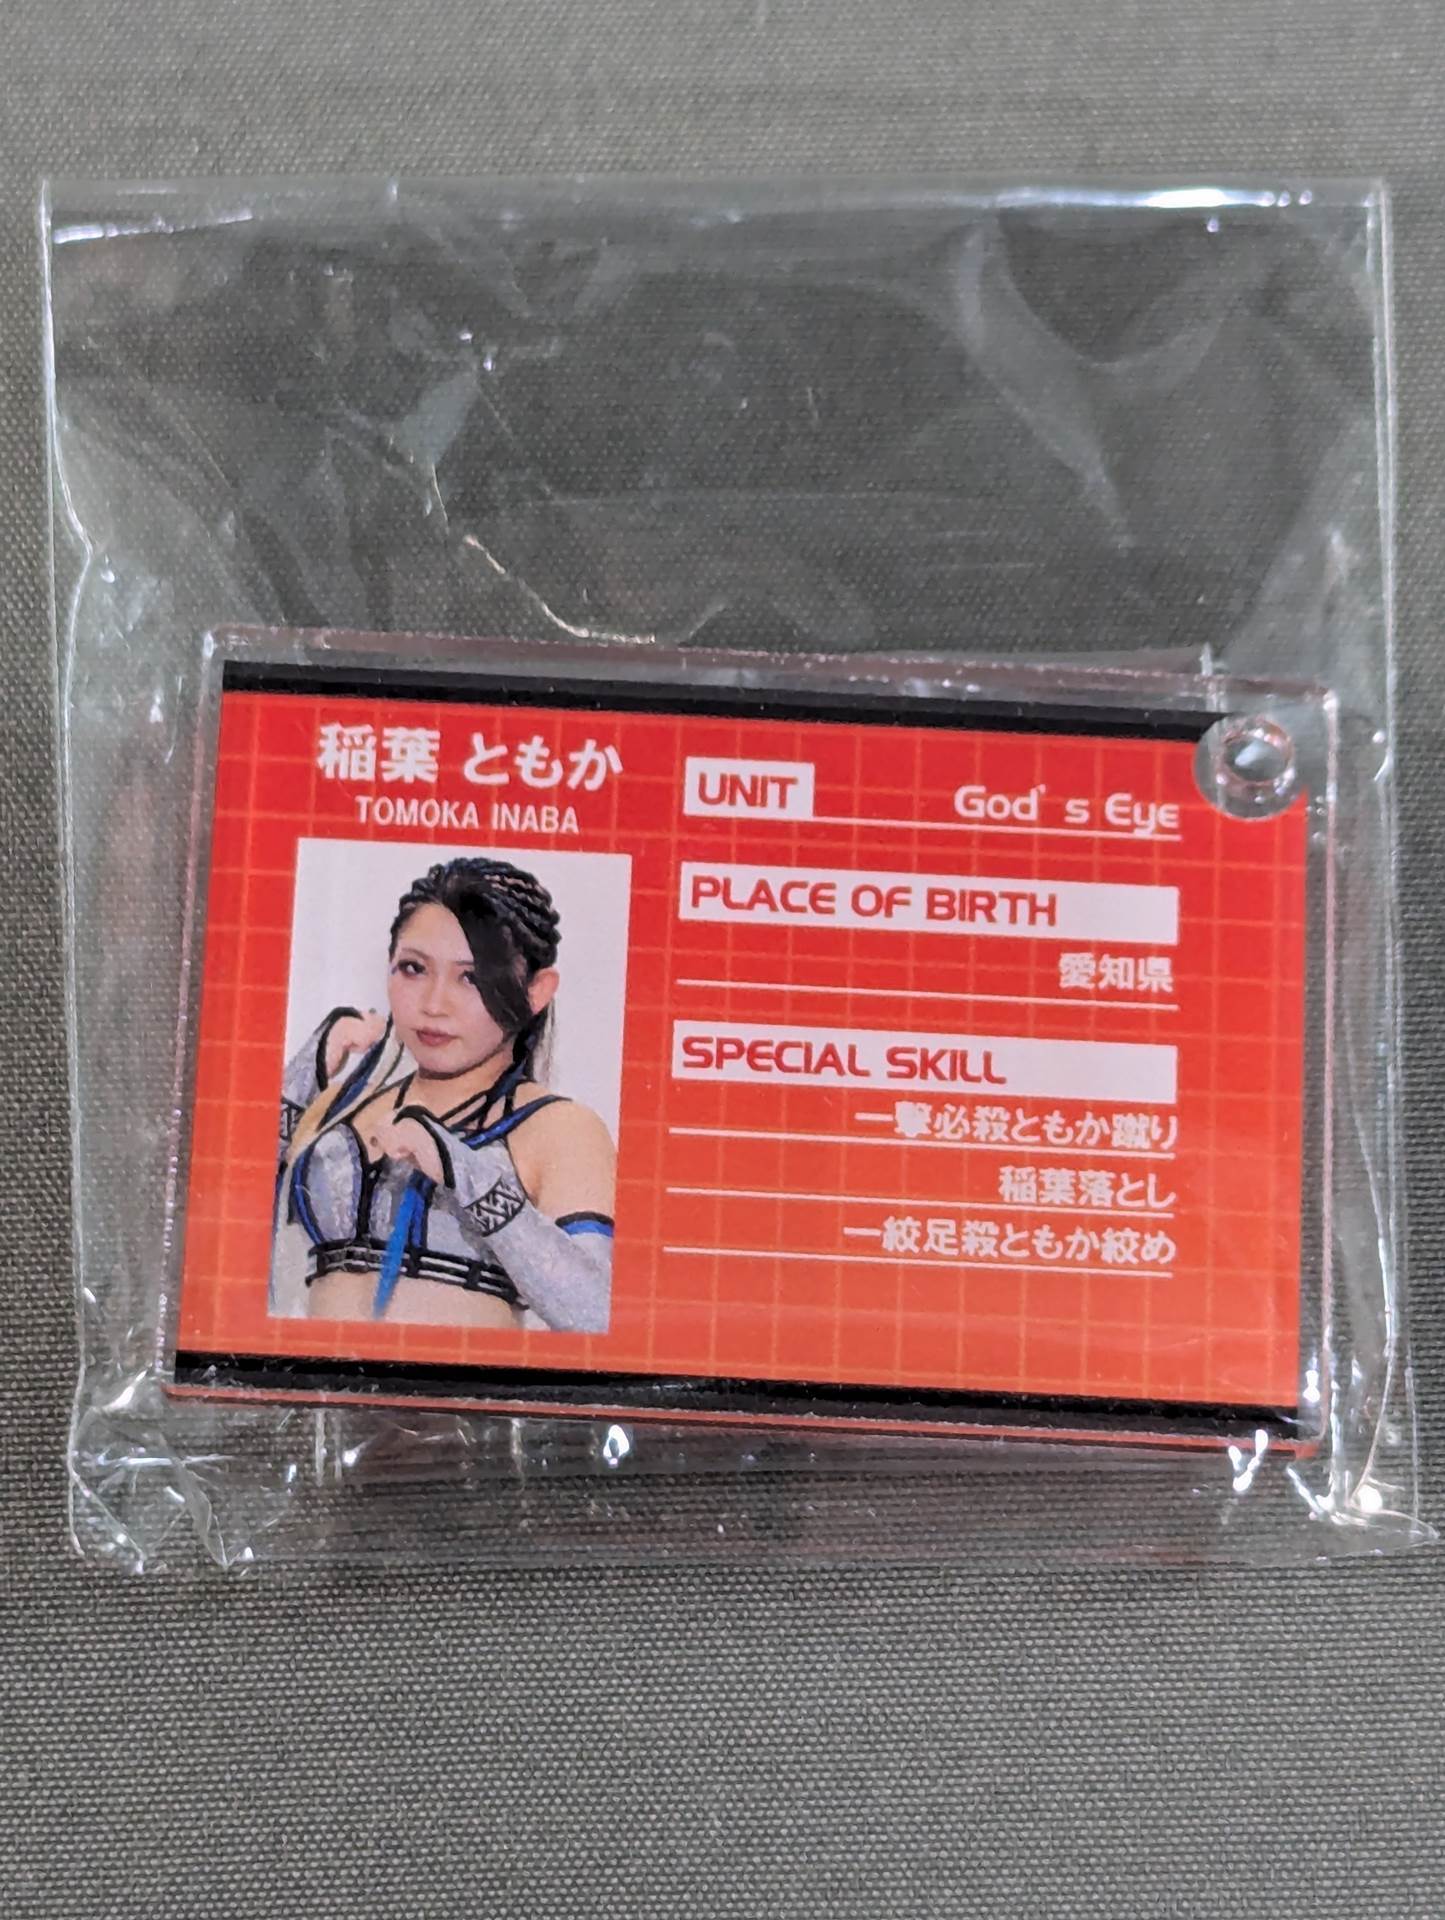 稲葉 ともか
TOMOKA INABA
UNIT God's Eye
PLACE OF BIRTH
愛知県
SPECIAL SKILL
一撃必殺ともか蹴り
稲葉落とし
一絞足殺ともか絞め